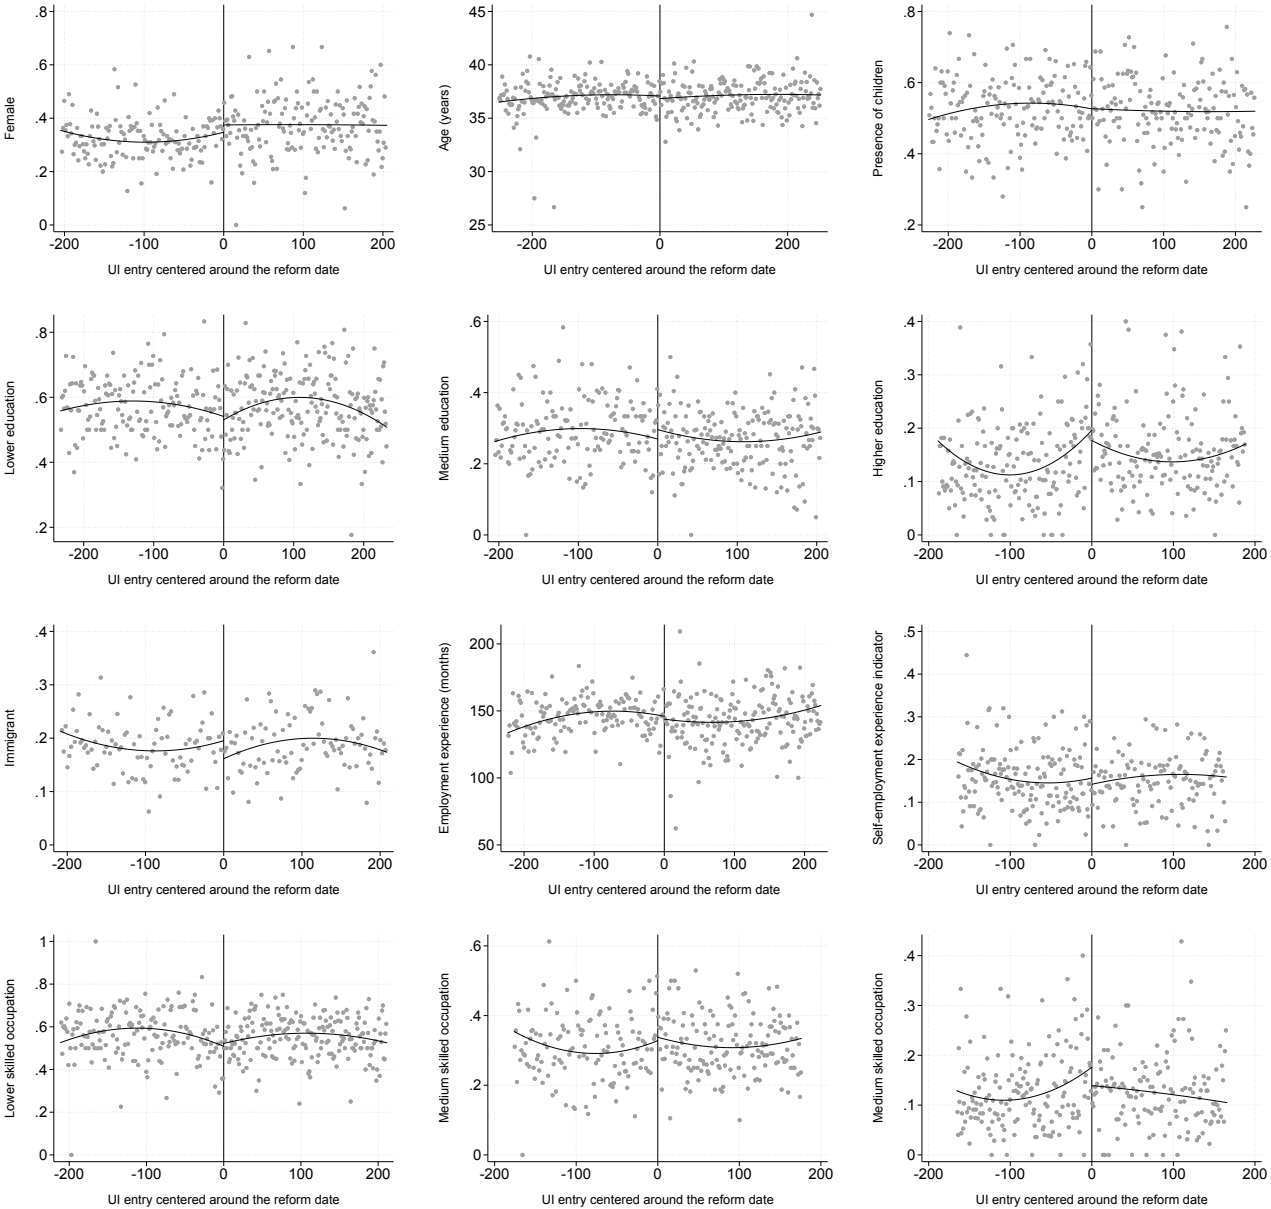 Female
.8
.6
.4
.2
0
-200 -100 0 100 200
UI entry centered around the reform date
Age (years)
45
40
35
30
25
-200 0 200
UI entry centered around the reform date
Presence of children
.8
.6
.4
.2
-200 -100 0 100 200
UI entry centered around the reform date
Lower education
.8
.6
.4
.2
-200 -100 0 100 200
UI entry centered around the reform date
Medium education
.6
.4
.2
0
-200 -100 0 100 200
UI entry centered around the reform date
Higher education
.4
.3
.2
.1
0
-200 -100 0 100 200
UI entry centered around the reform date
Immigrant
.4
.3
.2
.1
0
-200 -100 0 100 200
UI entry centered around the reform date
Employment experience (months)
200
150
100
50
-200 -100 0 100 200
UI entry centered around the reform date
Self-employment experience indicator
.5
.4
.3
.2
.1
0
-200 -100 0 100 200
UI entry centered around the reform date
Lower skilled occupation
1
.8
.6
.4
.2
0
-200 -100 0 100 200
UI entry centered around the reform date
Medium skilled occupation
.6
.4
.2
0
-200 -100 0 100 200
UI entry centered around the reform date
Medium skilled occupation
.4
.3
.2
.1
0
-200 -100 0 100 200
UI entry centered around the reform date